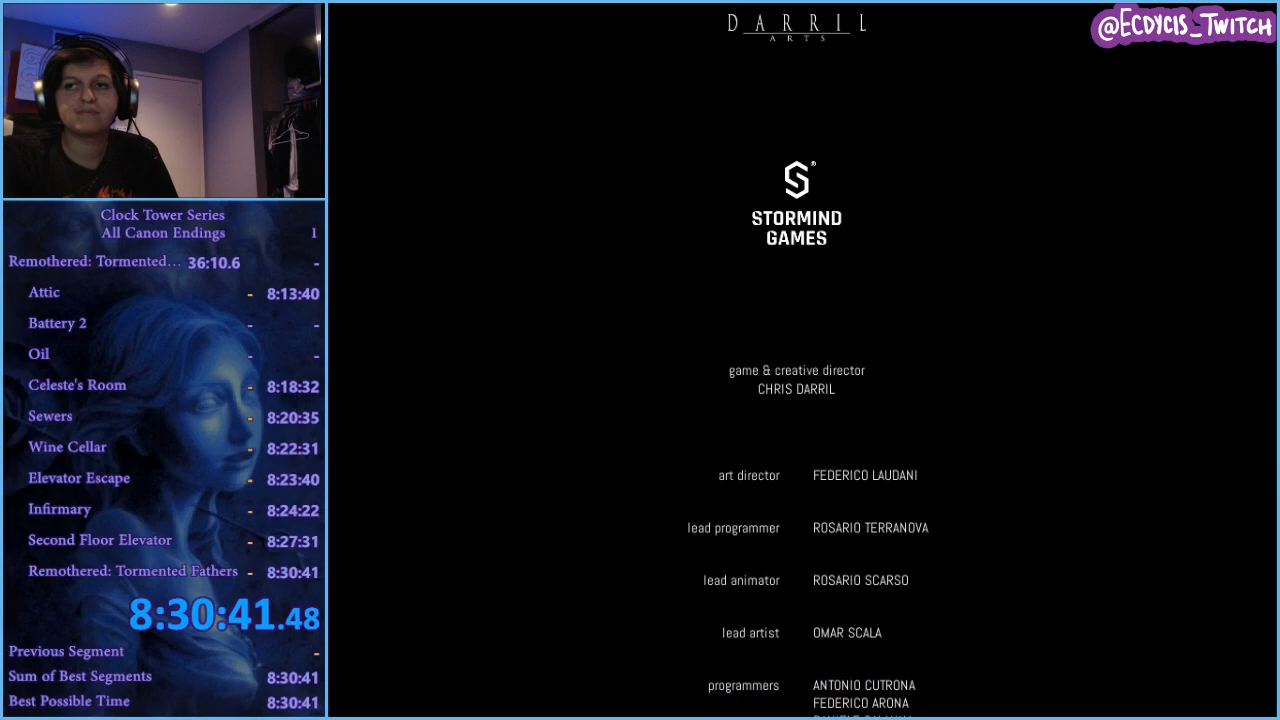 @ECDYCIS_TWITCH
DARRIL
ARTS
STORMIND
GAMES
game & creative director
CHRIS DARRIL
art director FEDERICO LAUDANI
lead programmer ROSARIO TERRANOVA
lead animator ROSARIO SCARSO
lead artist OMAR SCALA
programmers ANTONIO CUTRONA
FEDERICO ARONA
Clock Tower Series
All Canon Endings 1
Remothered: Tormented... 36:10.6 -
Attic - 8:13:40
Battery 2 - -
Oil - -
Celeste's Room - 8:18:32
Sewers - 8:20:35
Wine Cellar - 8:22:31
Elevator Escape - 8:23:40
Infirmary - 8:24:22
Second Floor Elevator - 8:27:31
Remothered: Tormented Fathers - 8:30:41
8:30:41.48
Previous Segment -
Sum of Best Segments 8:30:41
Best Possible Time 8:30:41